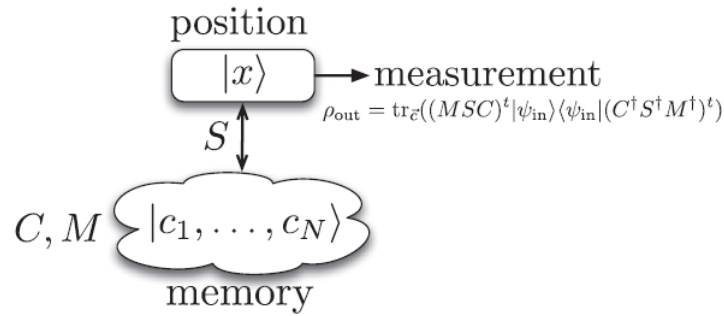 position
|x⟩
measurement
ρ_out = tr_c⃗((MSC)^t|ψ_in⟩⟨ψ_in|(C†S†M†)^t)
S
C, M
|c_1, . . . , c_N⟩
memory